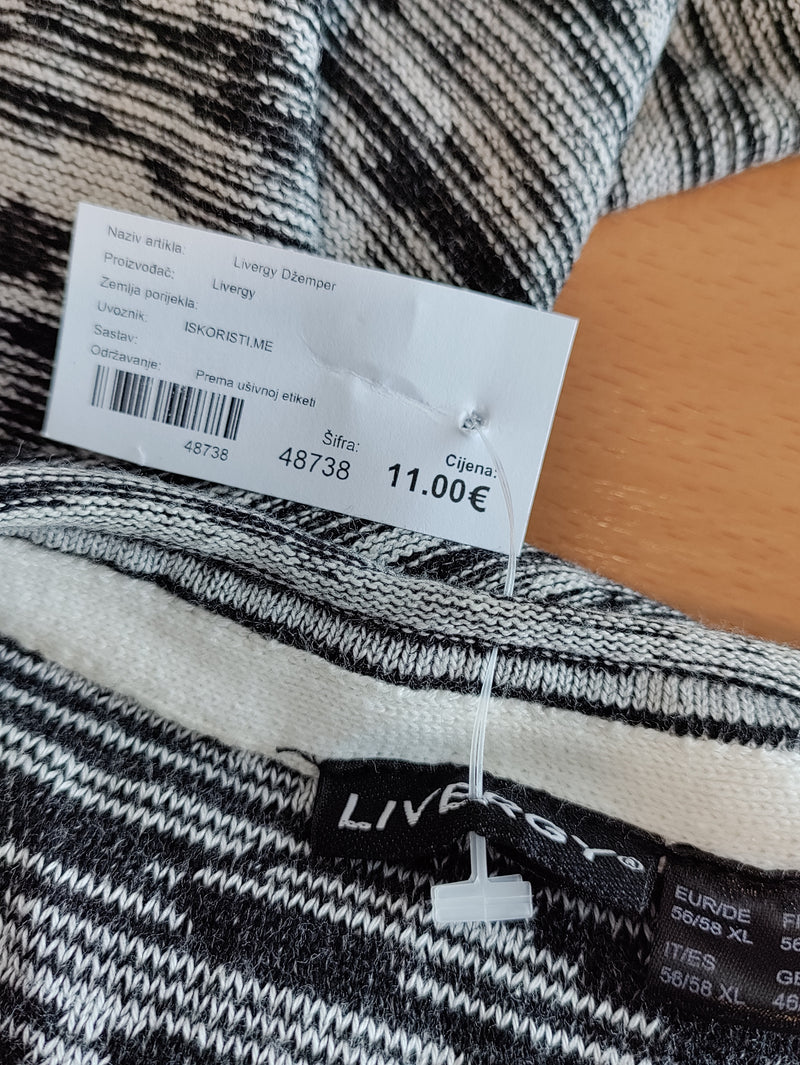 Naziv artikla: Livergy Džemper
Proizvođač: Livergy
Zemlja porijekla:
Uvoznik: ISKORISTI.ME
Sastav:
Održavanje: Prema ušivnoj etiketi
48738
Šifra:
48738
Cijena:
11.00€
LIVERGY®
EUR/DE
56/58 XL
IT/ES
56/58 XL